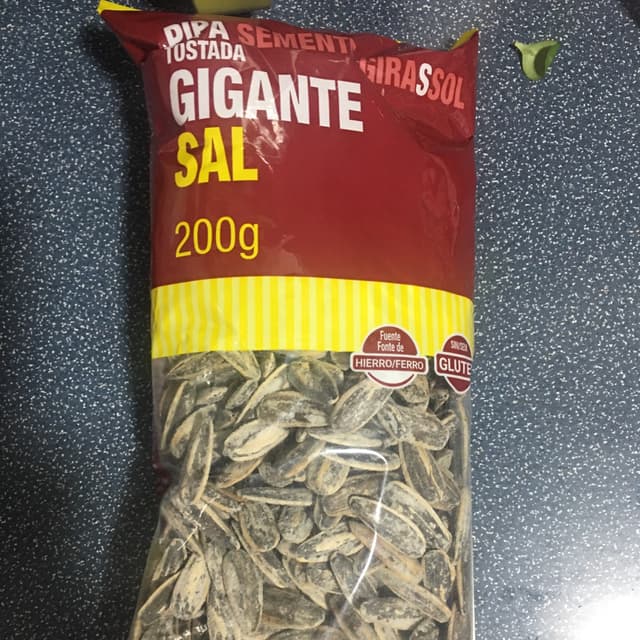 DIPA SEMENT
TOSTADA
GIRASSOL
GIGANTE
SAL
200g
Fuente
Fonte de
HIERRO/FERRO
SIN/SEM
GLUTE